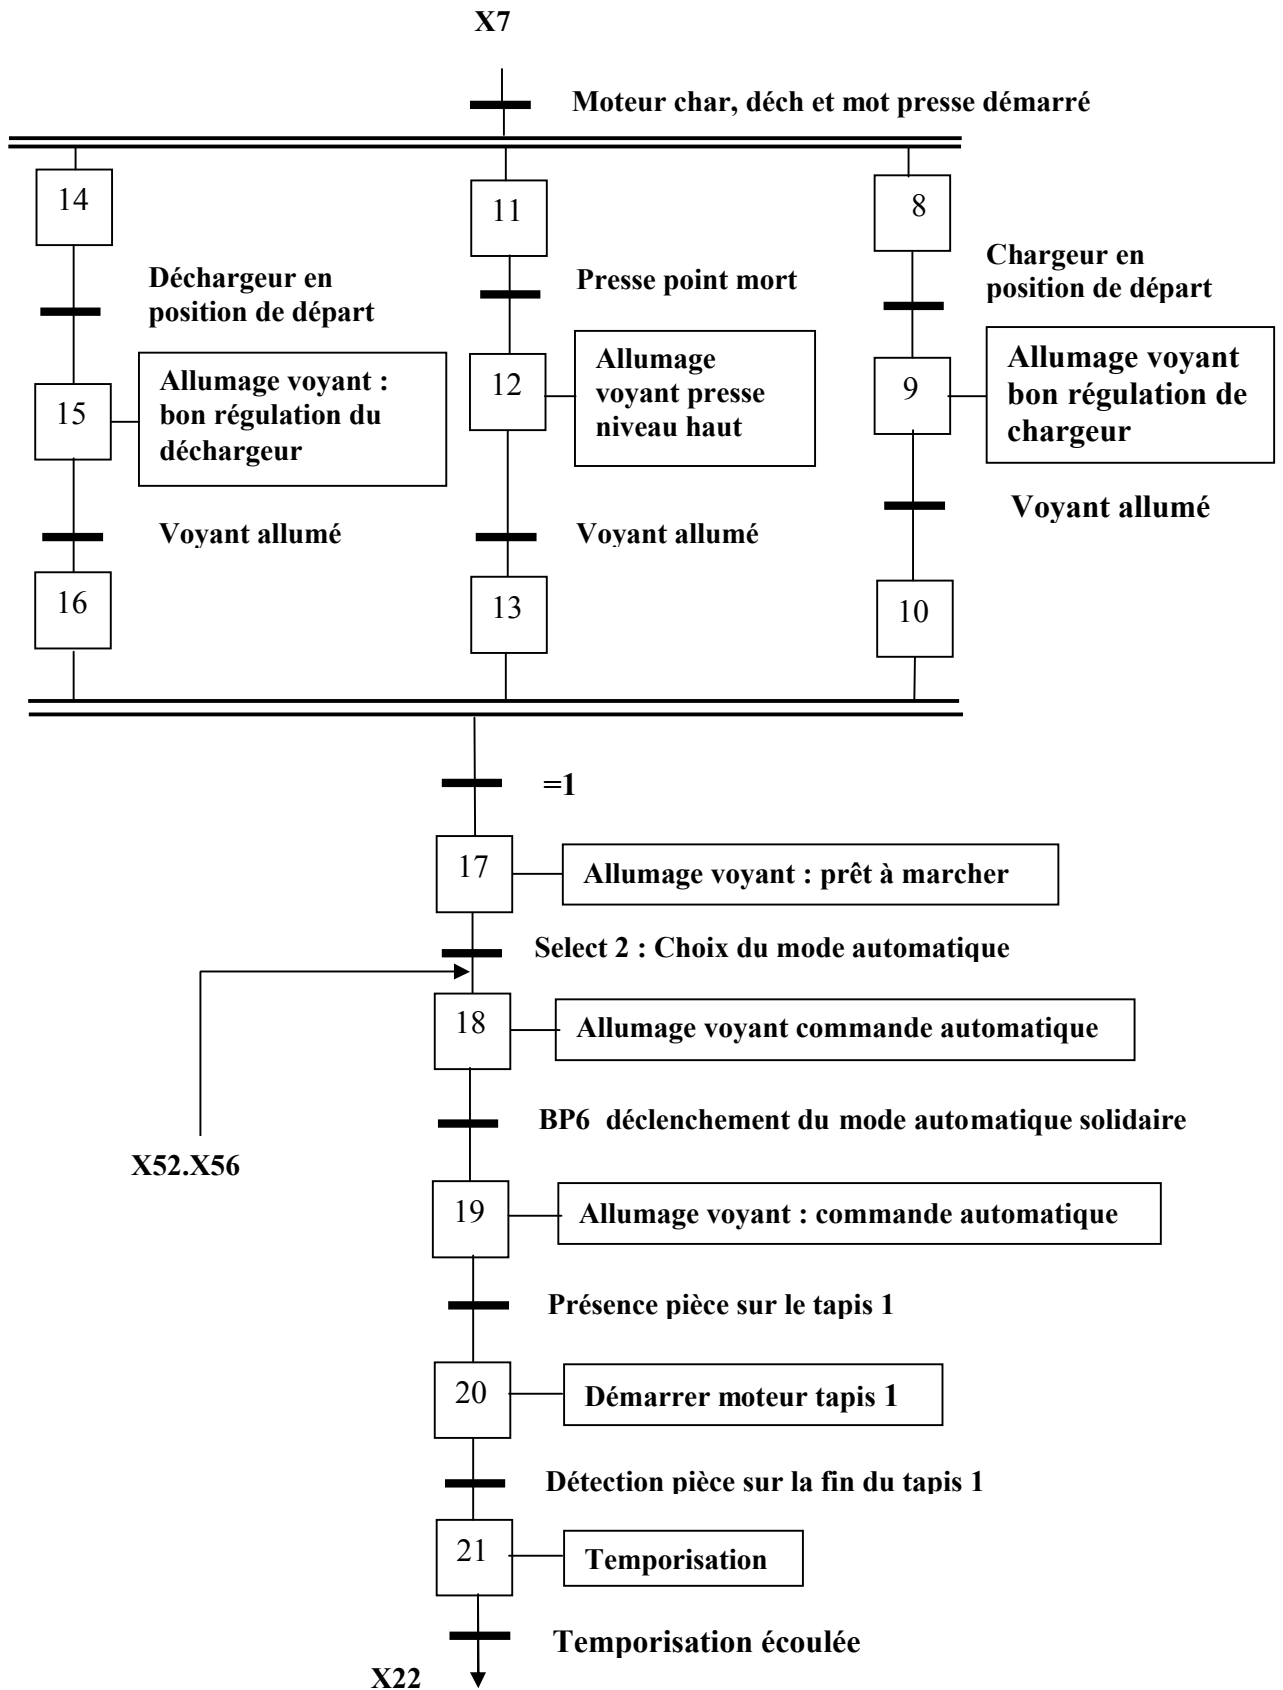 X7
Moteur char, déch et mot presse démarré
14
11
8
Déchargeur en
position de départ
Presse point mort
Chargeur en
position de départ
15
Allumage voyant :
bon régulation du
déchargeur
12
Allumage
voyant presse
niveau haut
9
Allumage voyant
bon régulation de
chargeur
Voyant allumé
Voyant allumé
Voyant allumé
16
13
10
=1
17
Allumage voyant : prêt à marcher
Select 2 : Choix du mode automatique
18
Allumage voyant commande automatique
BP6 déclenchement du mode automatique solidaire
X52.X56
19
Allumage voyant : commande automatique
Présence pièce sur le tapis 1
20
Démarrer moteur tapis 1
Détection pièce sur la fin du tapis 1
21
Temporisation
Temporisation écoulée
X22